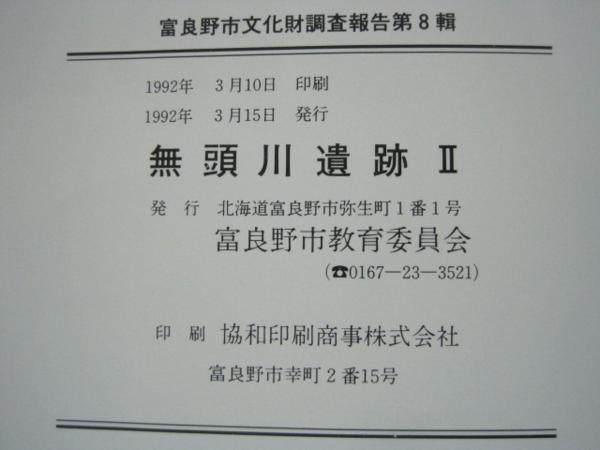 富良野市文化財調査報告第8輯
1992年 3月10日 印刷
1992年 3月15日 発行
無頭川遺跡 II
発行 北海道富良野市弥生町1番1号
富良野市教育委員会
(☎0167―23―3521)
印刷 協和印刷商事株式会社
富良野市幸町2番15号